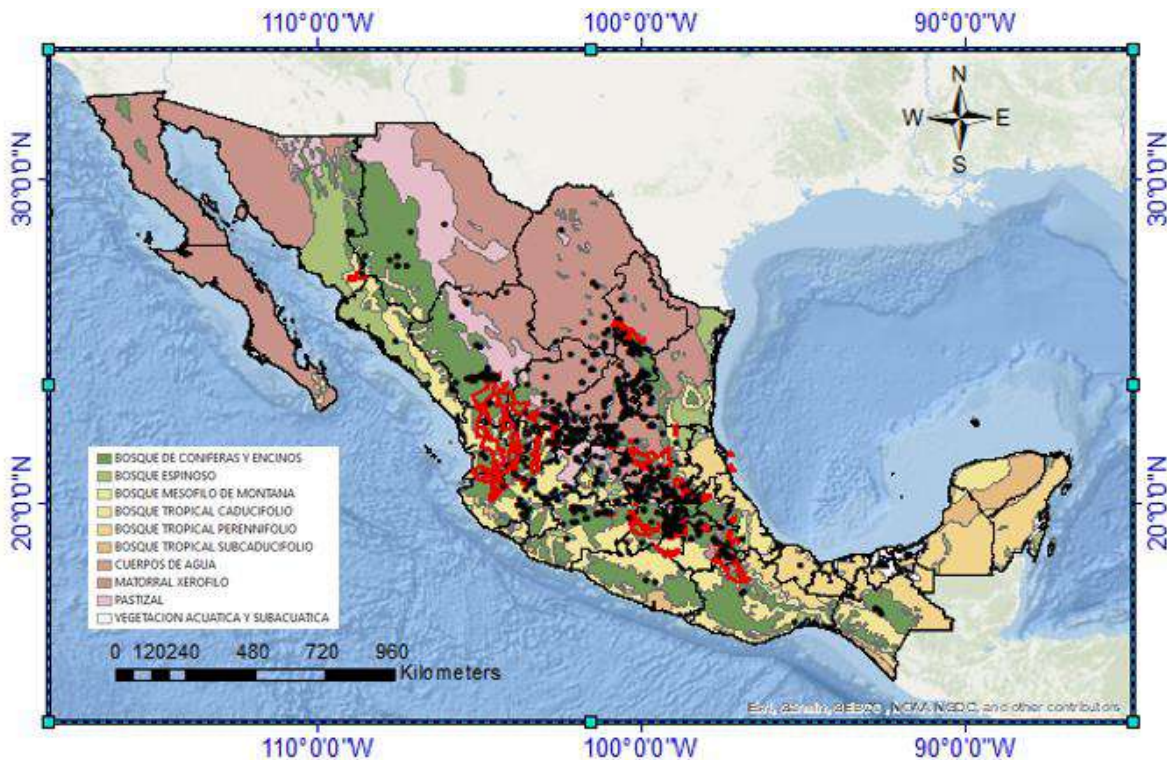 110°0'0"W 100°0'0"W 90°0'0"W
N
W E
S
30°0'0"N 30°0'0"N
20°0'0"N 20°0'0"N
BOSQUE DE CONIFERAS Y ENCINOS
BOSQUE ESPINOSO
BOSQUE MESOFILO DE MONTANA
BOSQUE TROPICAL CADUCIFOLIO
BOSQUE TROPICAL PERENNIFOLIO
BOSQUE TROPICAL SUBCADUCIFOLIO
CUERPOS DE AGUA
MATORRAL XEROFILO
PASTIZAL
VEGETACION ACUATICA Y SUBACUATICA
0 120240 480 720 960
Kilometers
Esri, Garmin, GEBCO, NOAA NGDC, and other contributors
110°0'0"W 100°0'0"W 90°0'0"W